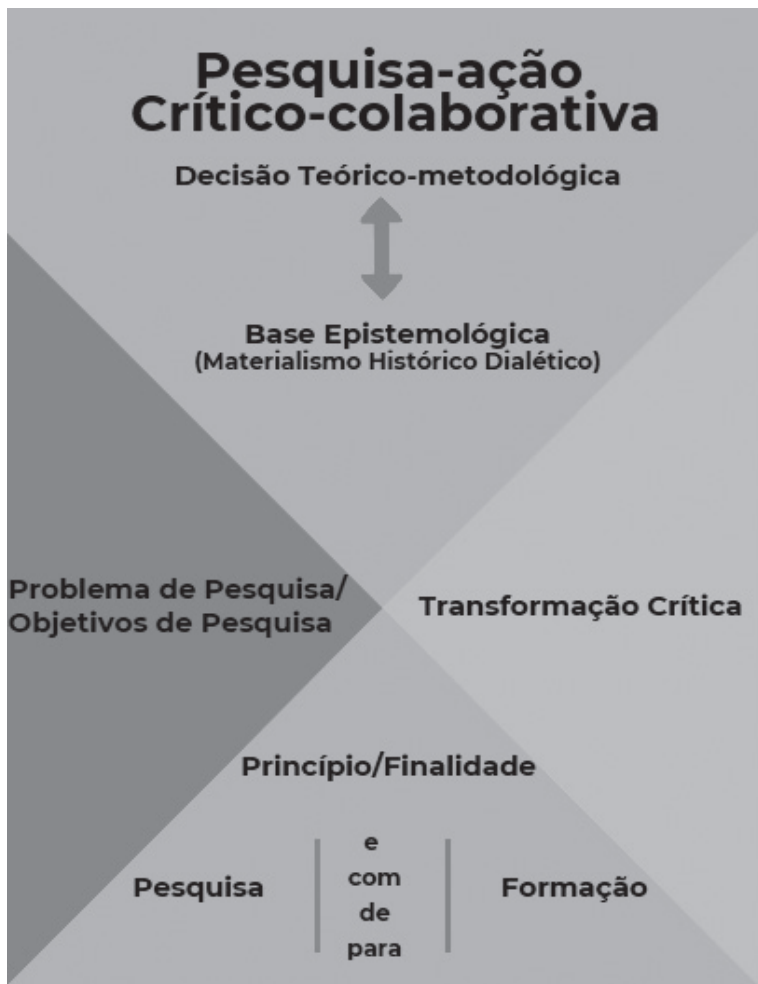 Pesquisa-ação
Crítico-colaborativa
Decisão Teórico-metodológica
Base Epistemológica
(Materialismo Histórico Dialético)
Problema de Pesquisa/
Objetivos de Pesquisa
Transformação Crítica
Princípio/Finalidade
e
com
Pesquisa
Formação
de
para